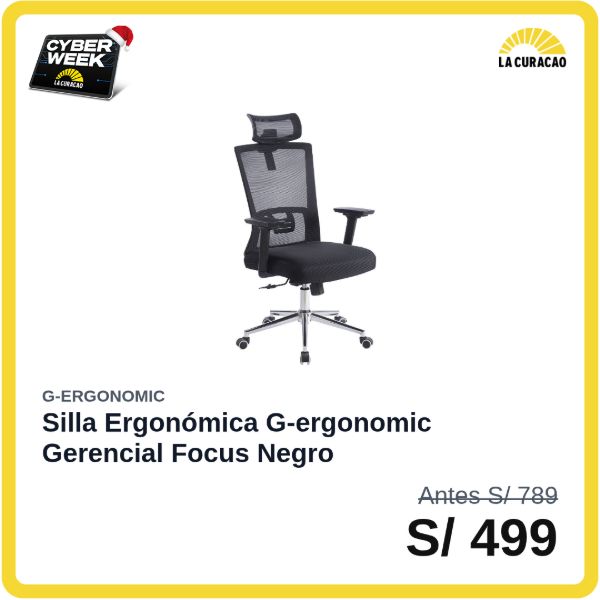 CYBER
WEEK
LA CURACAO
LA CURACAO
G-ERGONOMIC
Silla Ergonómica G-ergonomic
Gerencial Focus Negro
Antes S/ 789
S/ 499